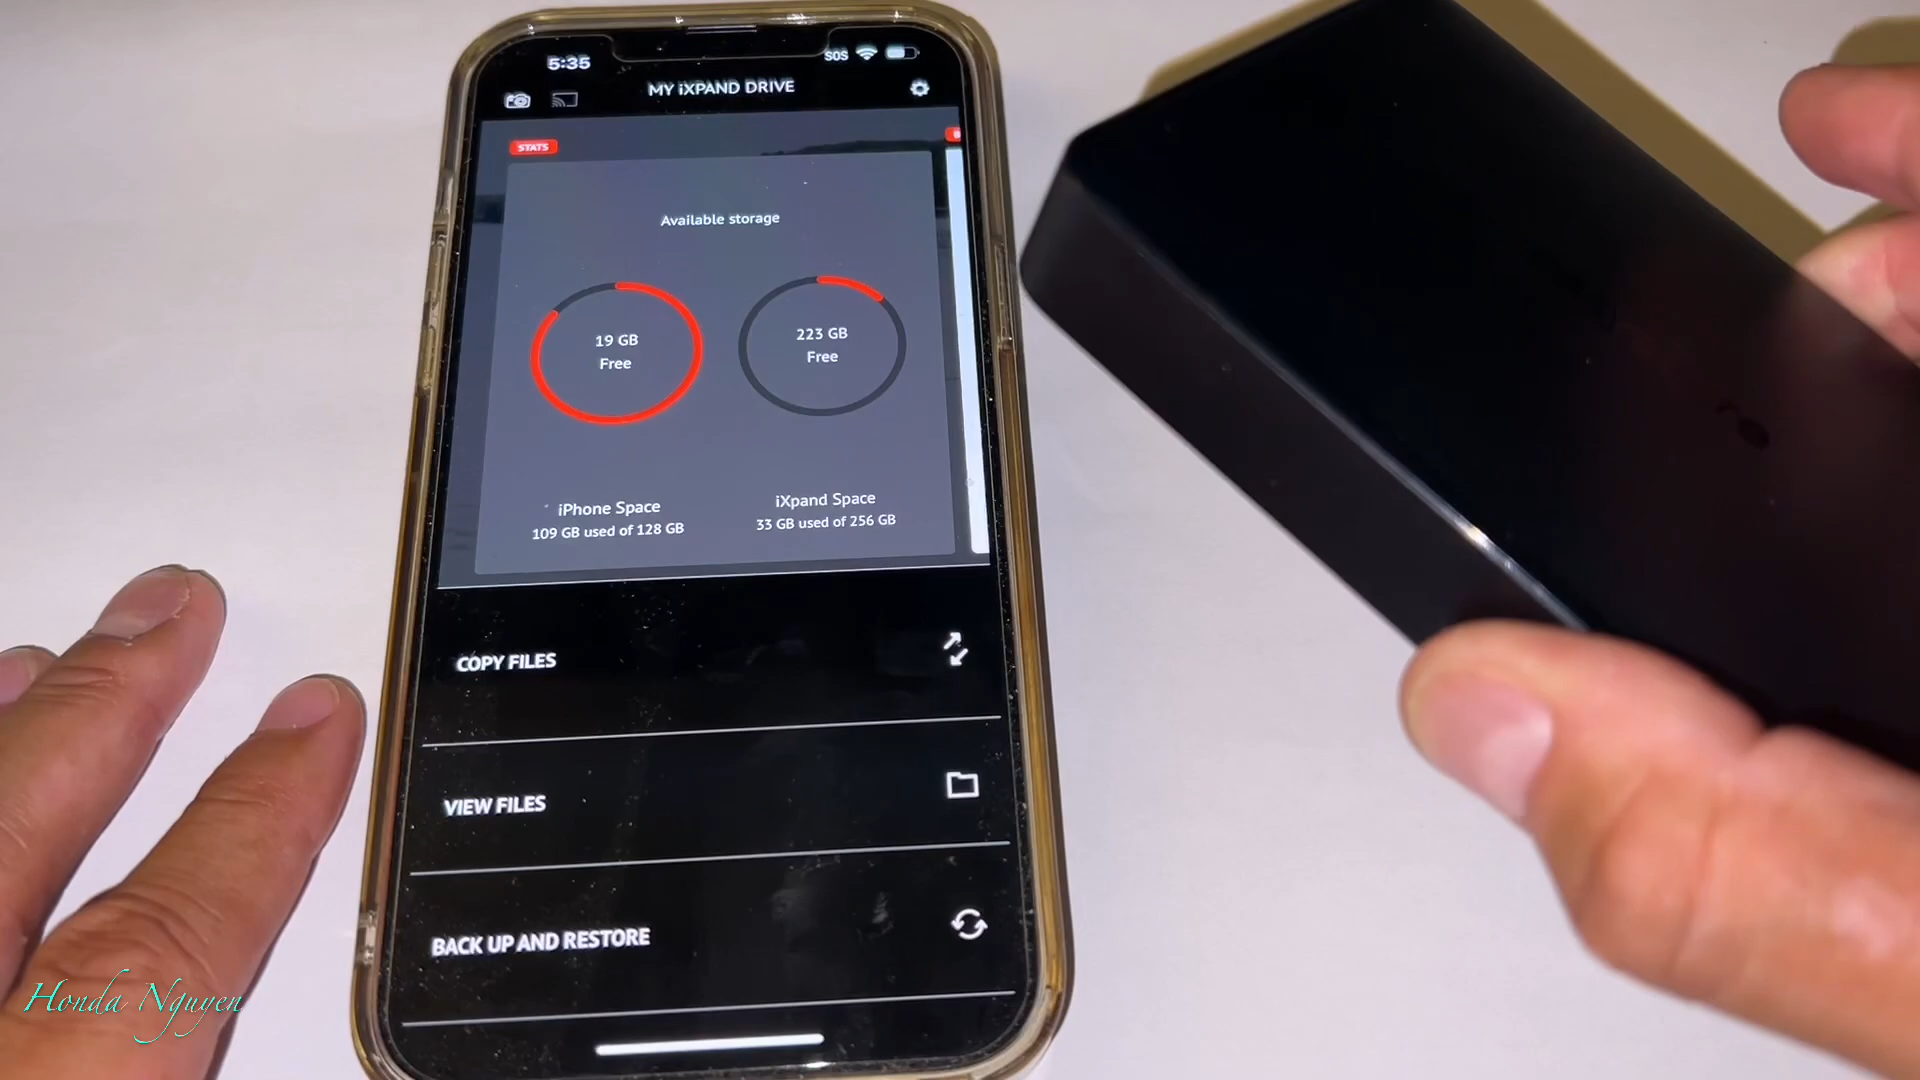 5:35
SOS
MY iXPAND DRIVE
STATS
Available storage
19 GB
Free
223 GB
Free
iPhone Space
109 GB used of 128 GB
iXpand Space
33 GB used of 256 GB
COPY FILES
VIEW FILES
BACK UP AND RESTORE
Honda Nguyen